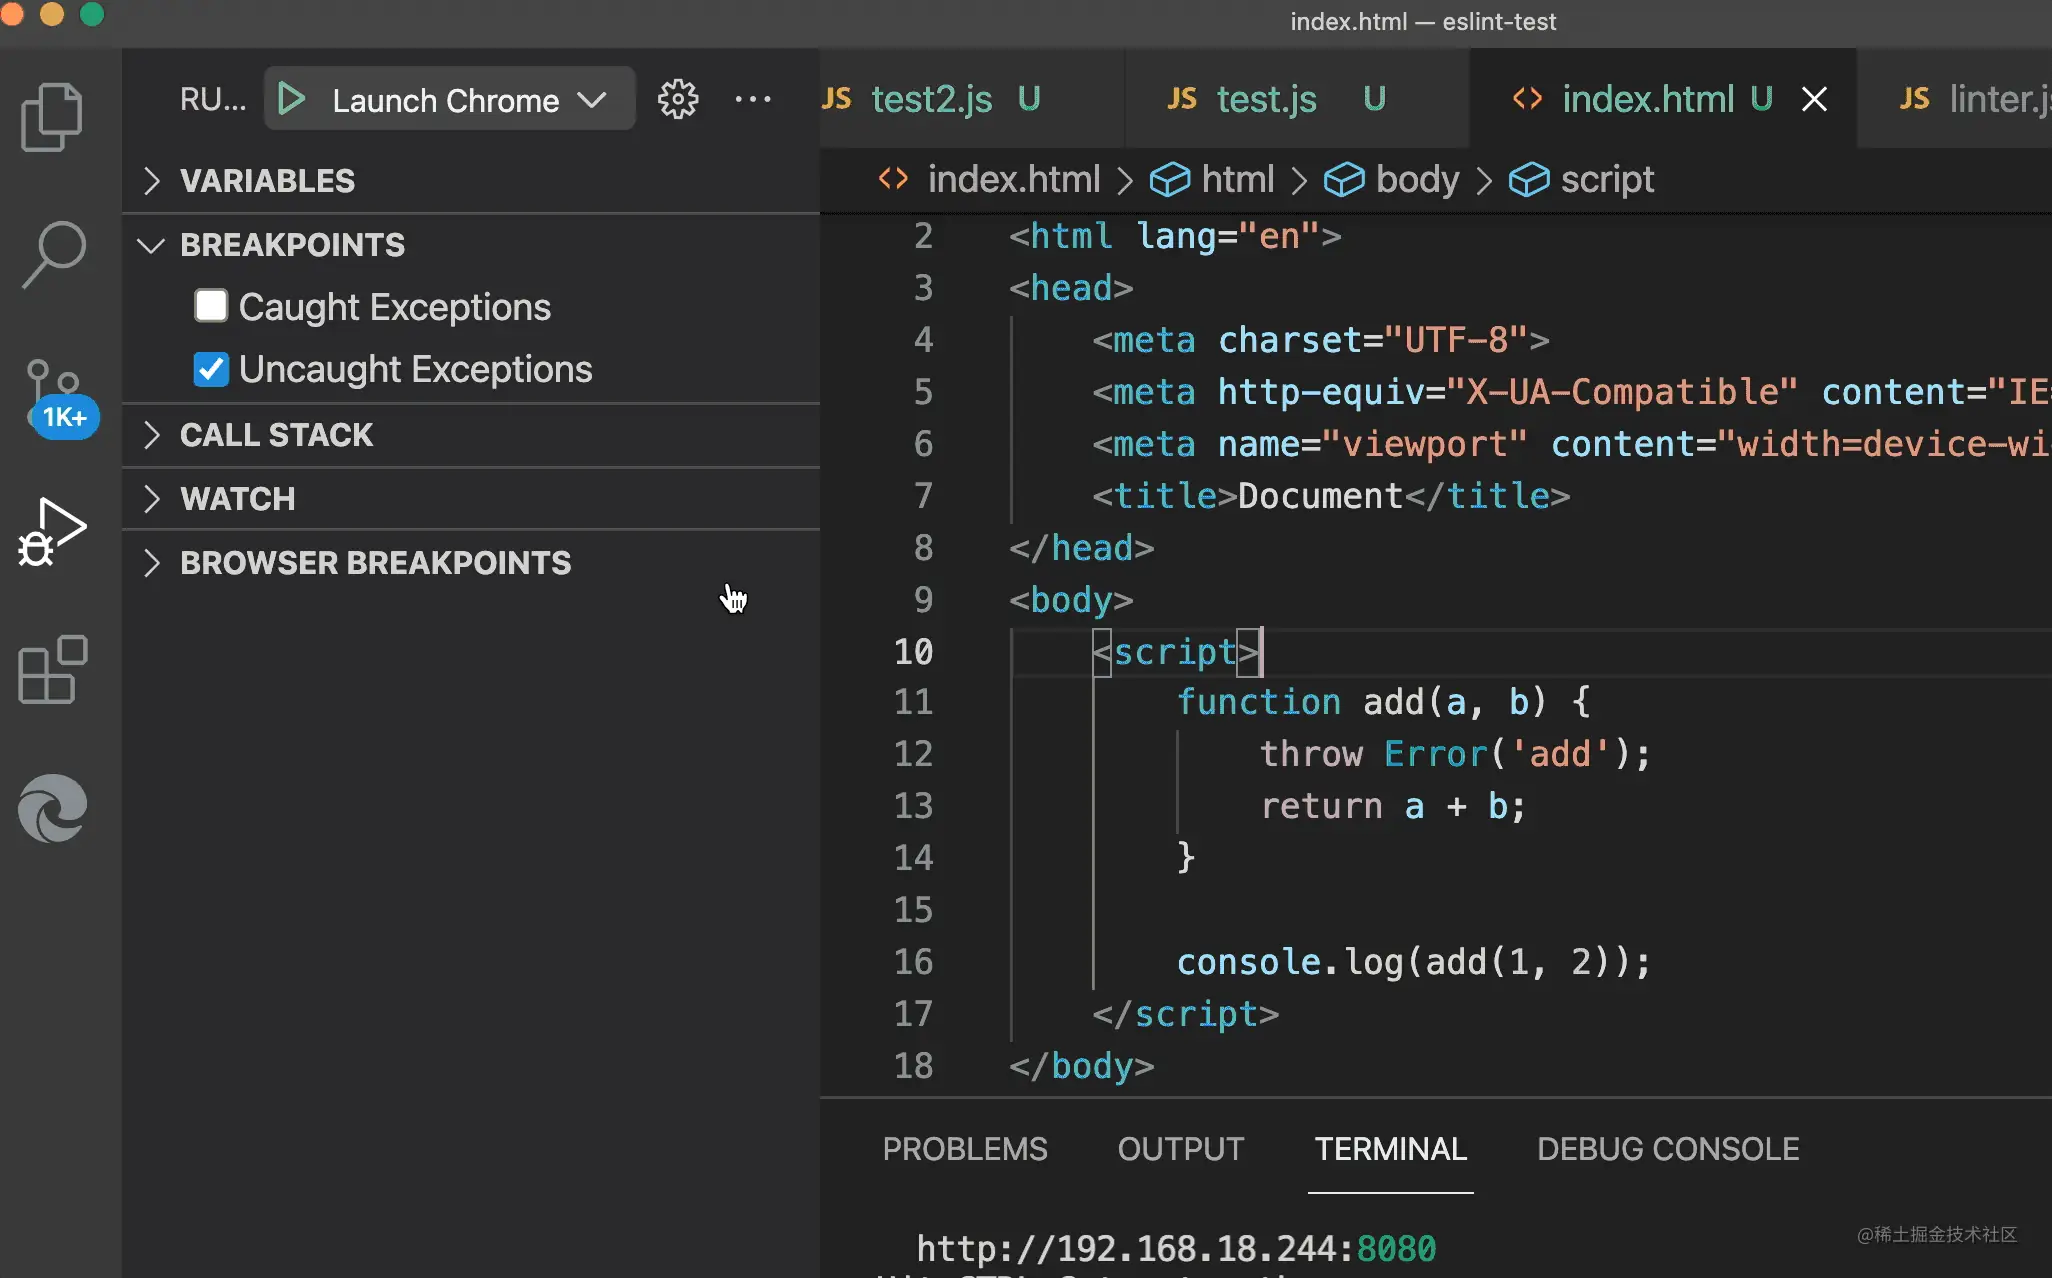 index.html — eslint-test
RU... Launch Chrome ...
JS test2.js U JS test.js U <> index.html U JS linter.js
VARIABLES
BREAKPOINTS
Caught Exceptions
Uncaught Exceptions
CALL STACK
WATCH
BROWSER BREAKPOINTS
1K+
<> index.html > html > body > script
2 <html lang="en">
3 <head>
4 <meta charset="UTF-8">
5 <meta http-equiv="X-UA-Compatible" content="IE
6 <meta name="viewport" content="width=device-wi
7 <title>Document</title>
8 </head>
9 <body>
10 <script>
11 function add(a, b) {
12 throw Error('add');
13 return a + b;
14 }
15
16 console.log(add(1, 2));
17 </script>
18 </body>
PROBLEMS OUTPUT TERMINAL DEBUG CONSOLE
http://192.168.18.244:8080
@稀土掘金技术社区